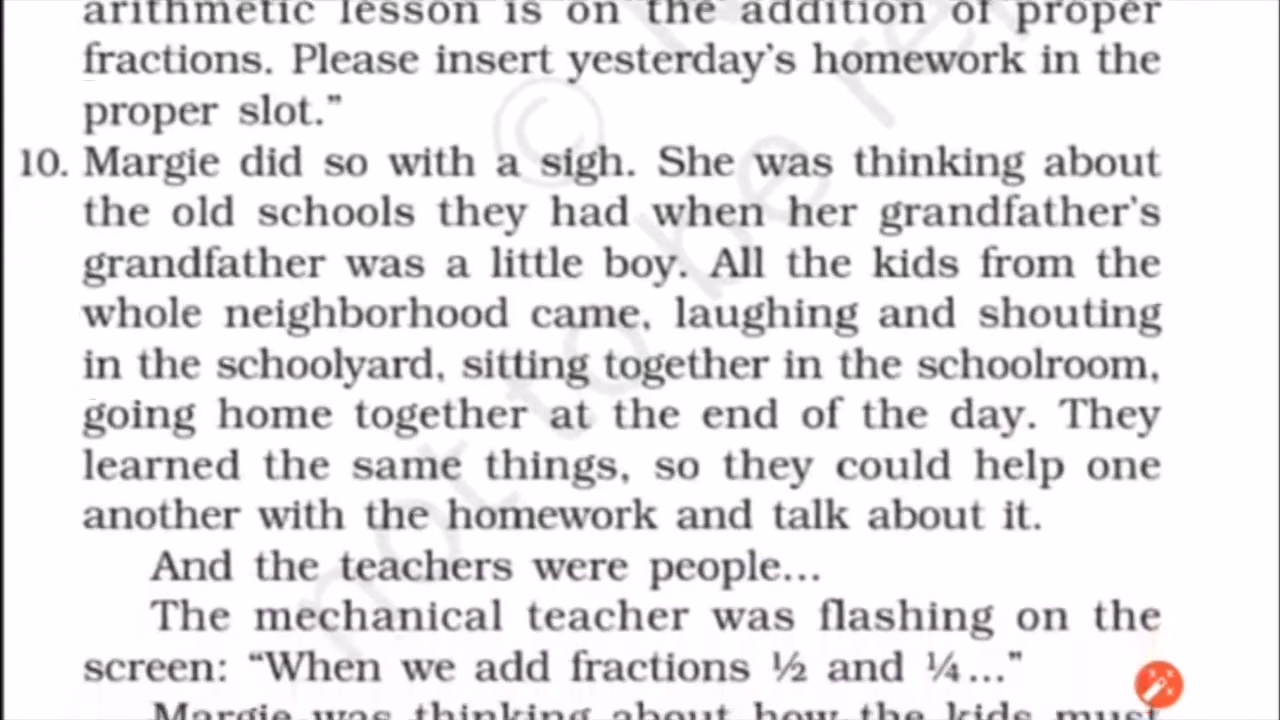 arithmetic lesson is on the addition of proper
fractions. Please insert yesterday's homework in the
proper slot."
10. Margie did so with a sigh. She was thinking about
the old schools they had when her grandfather's
grandfather was a little boy. All the kids from the
whole neighborhood came, laughing and shouting
in the schoolyard, sitting together in the schoolroom,
going home together at the end of the day. They
learned the same things, so they could help one
another with the homework and talk about it.
And the teachers were people...
The mechanical teacher was flashing on the
screen: "When we add fractions ½ and ¼..."
Margie was thinking about how the kids must
© 
not to be re